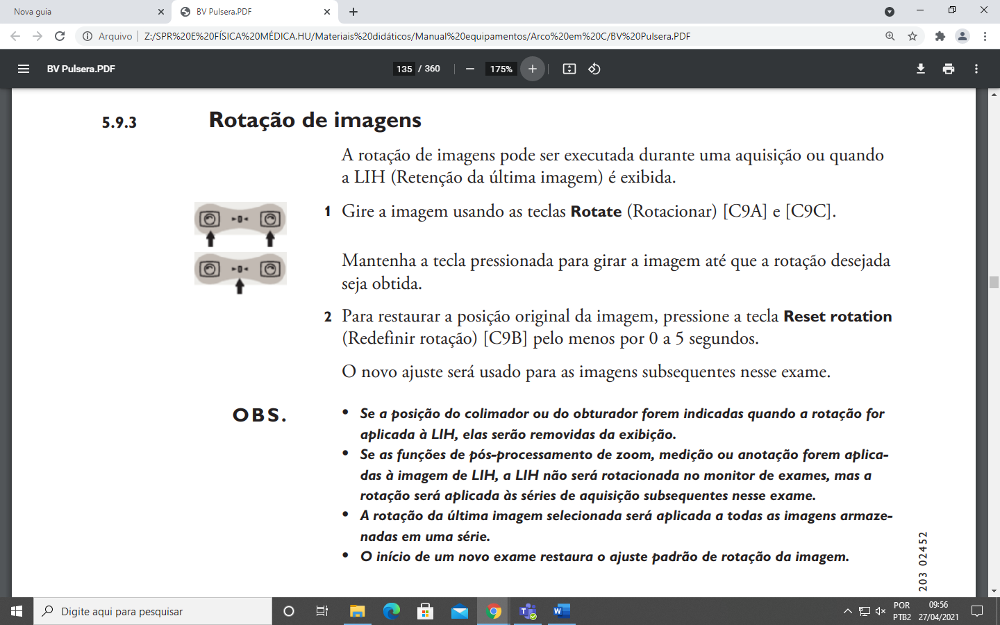 Nova guia
BV Pulsera.PDF
Arquivo
Z:/SPR%20E%20FÍSICA%20MÉDICA.HU/Materiais%20didáticos/Manual%20equipamentos/Arco%20em%20C/BV%20Pulsera.PDF
BV Pulsera.PDF
135 / 360
175%
5.9.3 Rotação de imagens
A rotação de imagens pode ser executada durante uma aquisição ou quando
a LIH (Retenção da última imagem) é exibida.
1 Gire a imagem usando as teclas Rotate (Rotacionar) [C9A] e [C9C].
Mantenha a tecla pressionada para girar a imagem até que a rotação desejada
seja obtida.
2 Para restaurar a posição original da imagem, pressione a tecla Reset rotation
(Redefinir rotação) [C9B] pelo menos por 0 a 5 segundos.
O novo ajuste será usado para as imagens subsequentes nesse exame.
OBS.
• Se a posição do colimador ou do obturador forem indicadas quando a rotação for
aplicada à LIH, elas serão removidas da exibição.
• Se as funções de pós-processamento de zoom, medição ou anotação forem aplica-
das à imagem de LIH, a LIH não será rotacionada no monitor de exames, mas a
rotação será aplicada às séries de aquisição subsequentes nesse exame.
• A rotação da última imagem selecionada será aplicada a todas as imagens armaze-
nadas em uma série.
• O início de um novo exame restaura o ajuste padrão de rotação da imagem.
203 02452
Digite aqui para pesquisar
POR
PTB2
09:56
27/04/2021